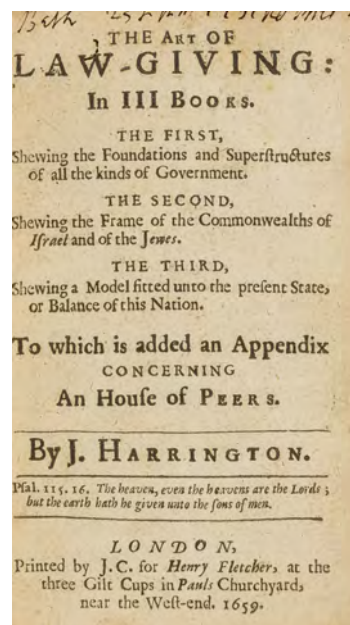 Bath
THE ART OF
LAW-GIVING:
In III BOOKS.
THE FIRST,
Shewing the Foundations and Superſtructures
of all the kinds of Government.
THE SECOND,
Shewing the Frame of the Commonwealths of
Iſrael and of the Jewes.
THE THIRD,
Shewing a Model fitted unto the preſent State,
or Balance of this Nation.
To which is added an Appendix
CONCERNING
An Houſe of PEERS.
By J. HARRINGTON.
Pſal. 115. 16. The heaven, even the heavens are the Lords;
but the earth hath he given unto the ſons of men.
LONDON,
Printed by J.C. for Henry Fletcher, at the
three Gilt Cups in Pauls Churchyard,
near the Weſt-end. 1659.